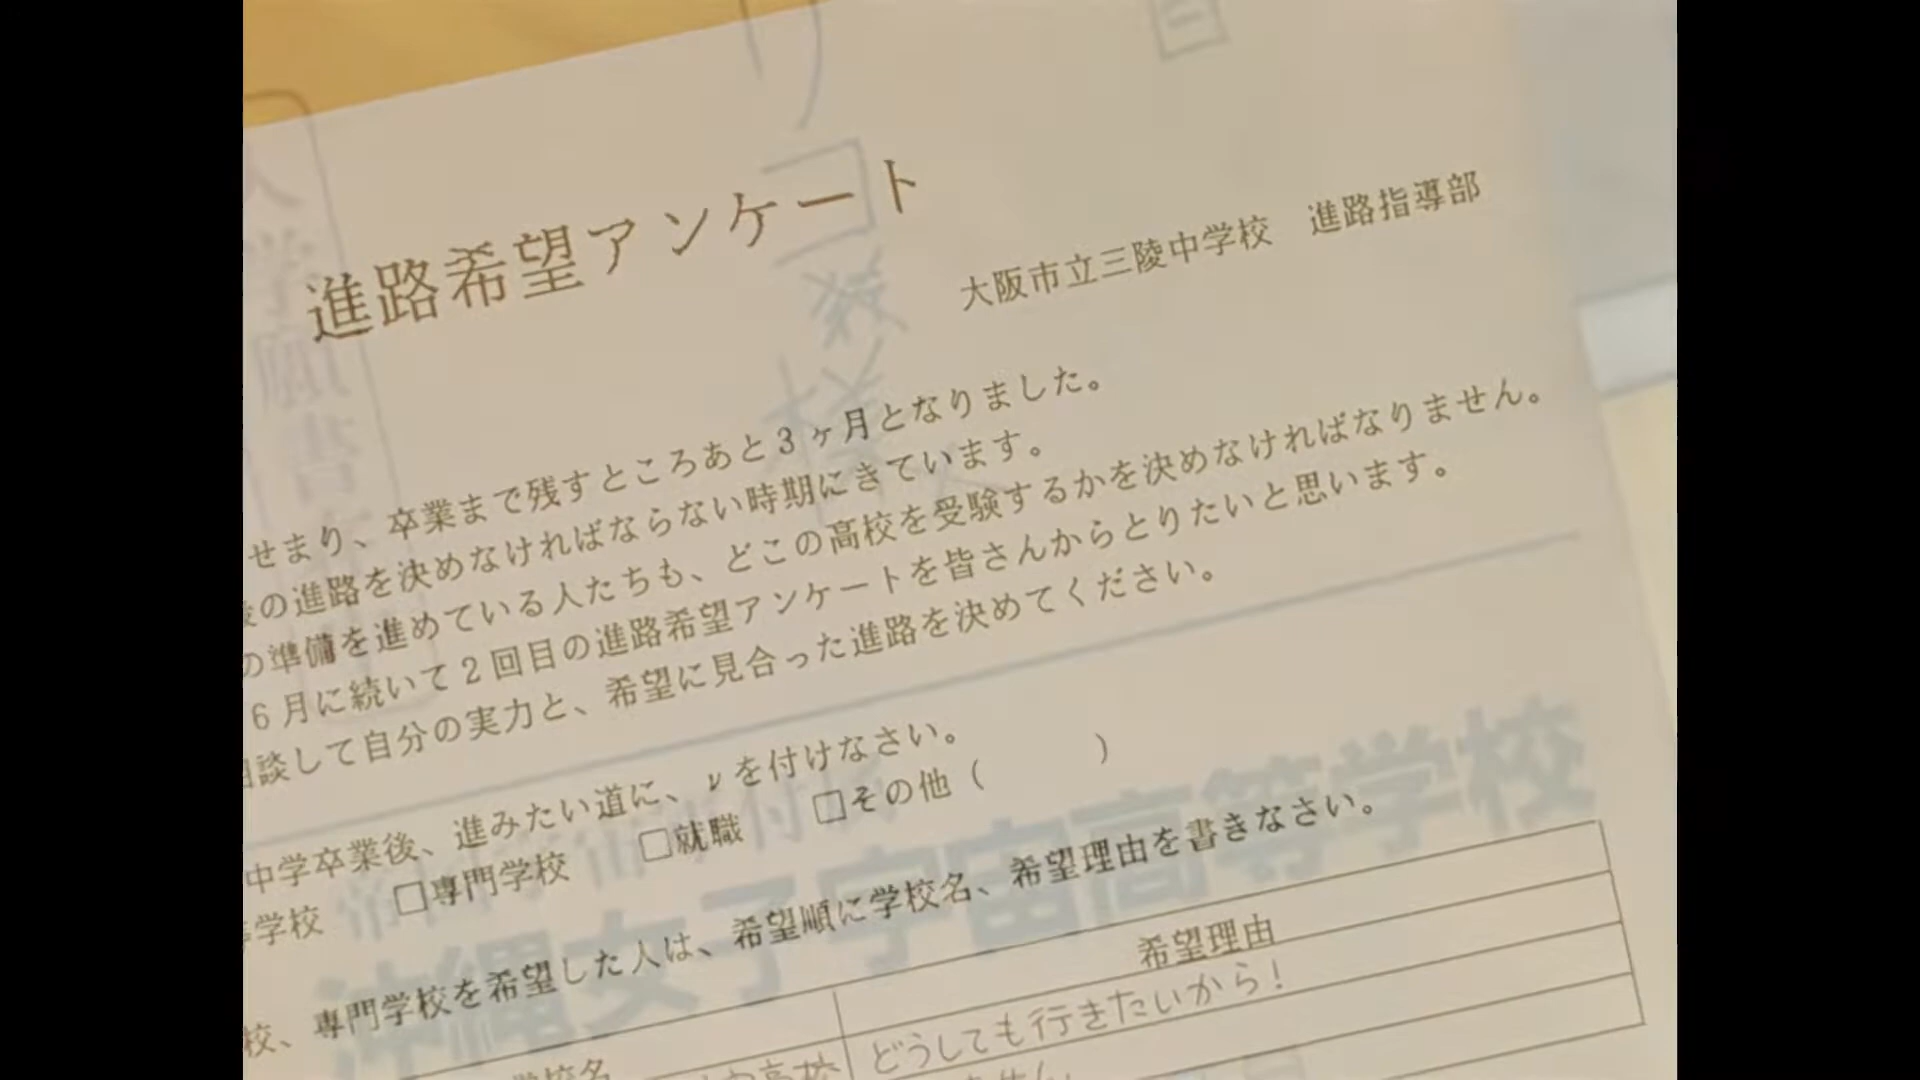 進路希望アンケート
大阪市立三陵中学校 進路指導部
せまり、卒業まで残すところあと3ヶ月となりました。
の進路を決めなければならない時期にきています。
の準備を進めている人たちも、どこの高校を受験するかを決めなければなりません。
6月に続いて2回目の進路希望アンケートを皆さんからとりたいと思います。
談して自分の実力と、希望に見合った進路を決めてください。
中学卒業後、進みたい道に、νを付けなさい。
学校 □専門学校 □就職 □その他( )
校、専門学校を希望した人は、希望順に学校名、希望理由を書きなさい。
学校名 希望理由
高校 どうしても行きたいから!
入学願書
様
沖縄女子宇宙高等学校